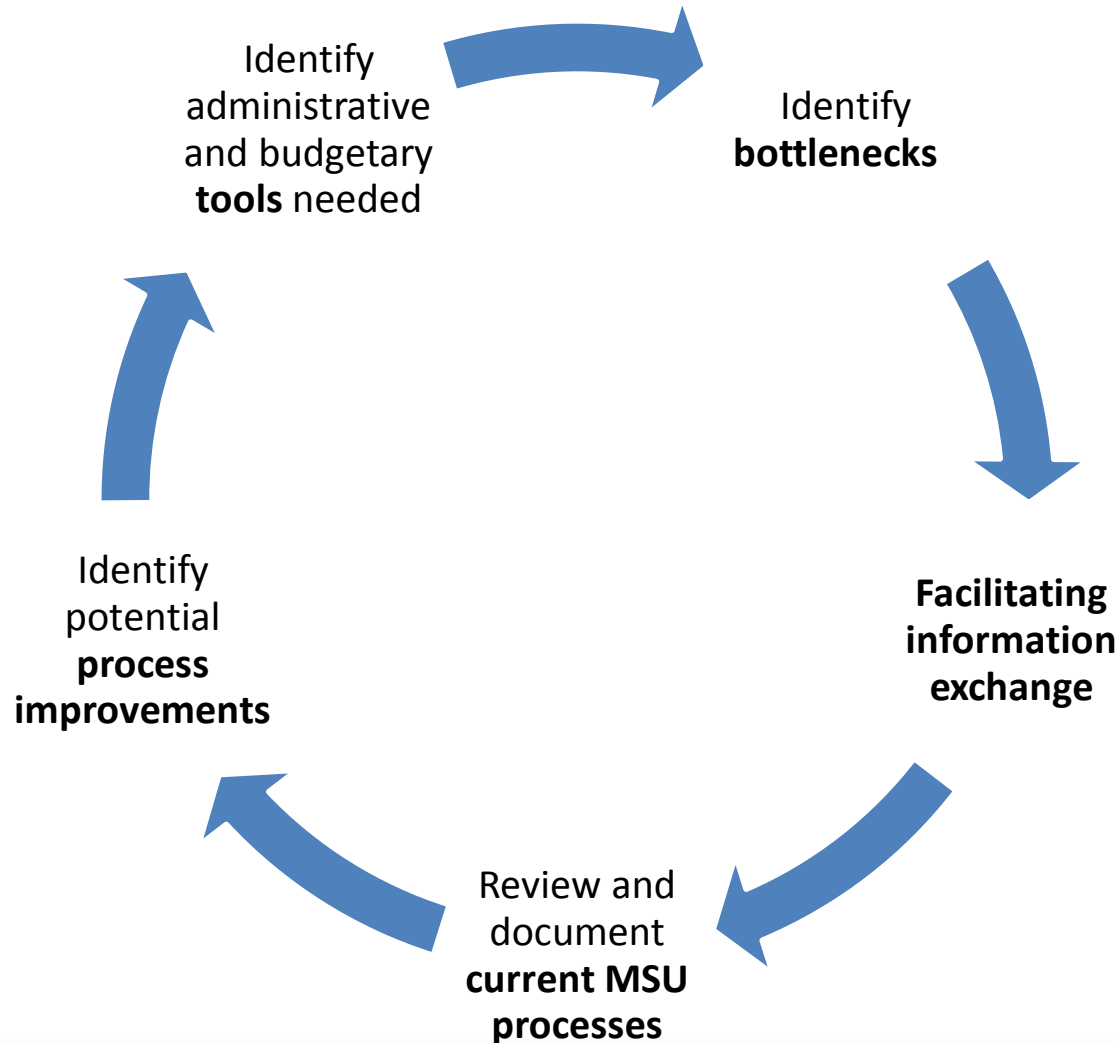 Identify
administrative
and budgetary
tools needed
Identify
bottlenecks
Facilitating
information
exchange
Review and
document
current MSU
processes
Identify
potential
process
improvements